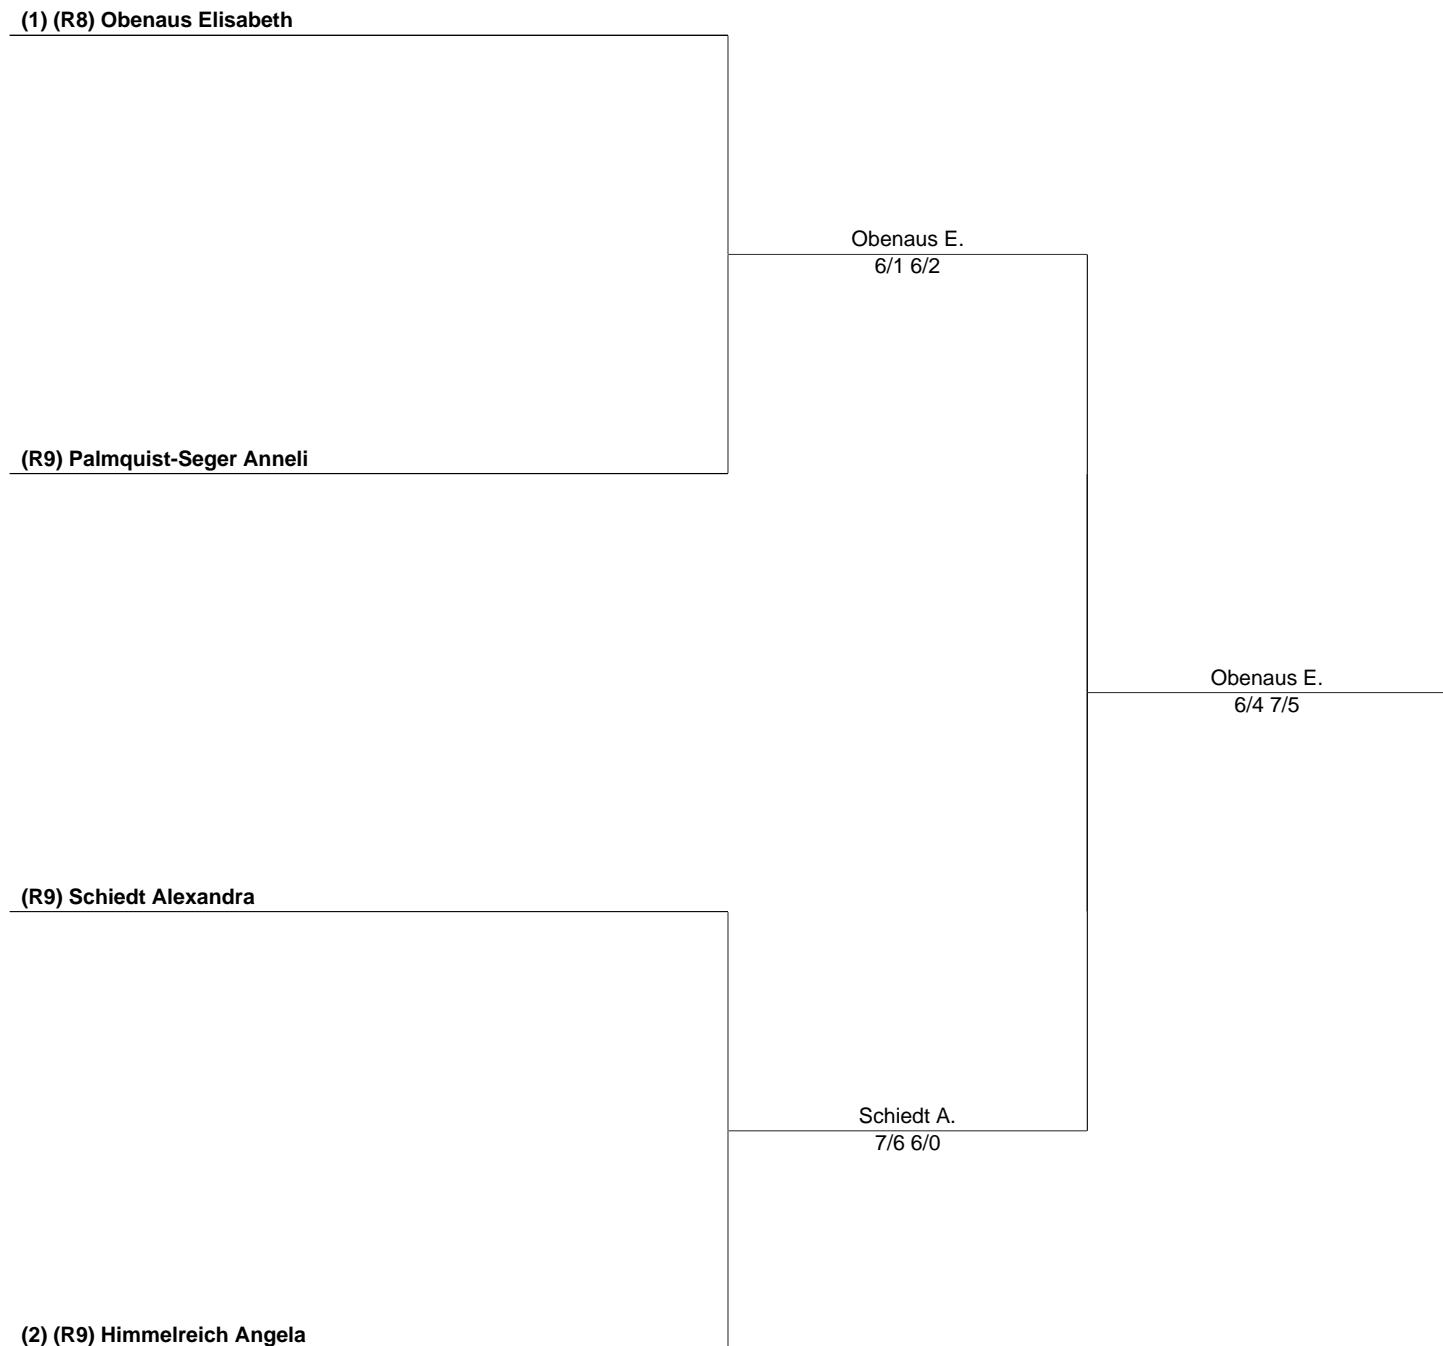 (1) (R8) Obenaus Elisabeth
Obenaus E.
6/1 6/2
(R9) Palmquist-Seger Anneli
Obenaus E.
6/4 7/5
(R9) Schiedt Alexandra
Schiedt A.
7/6 6/0
(2) (R9) Himmelreich Angela